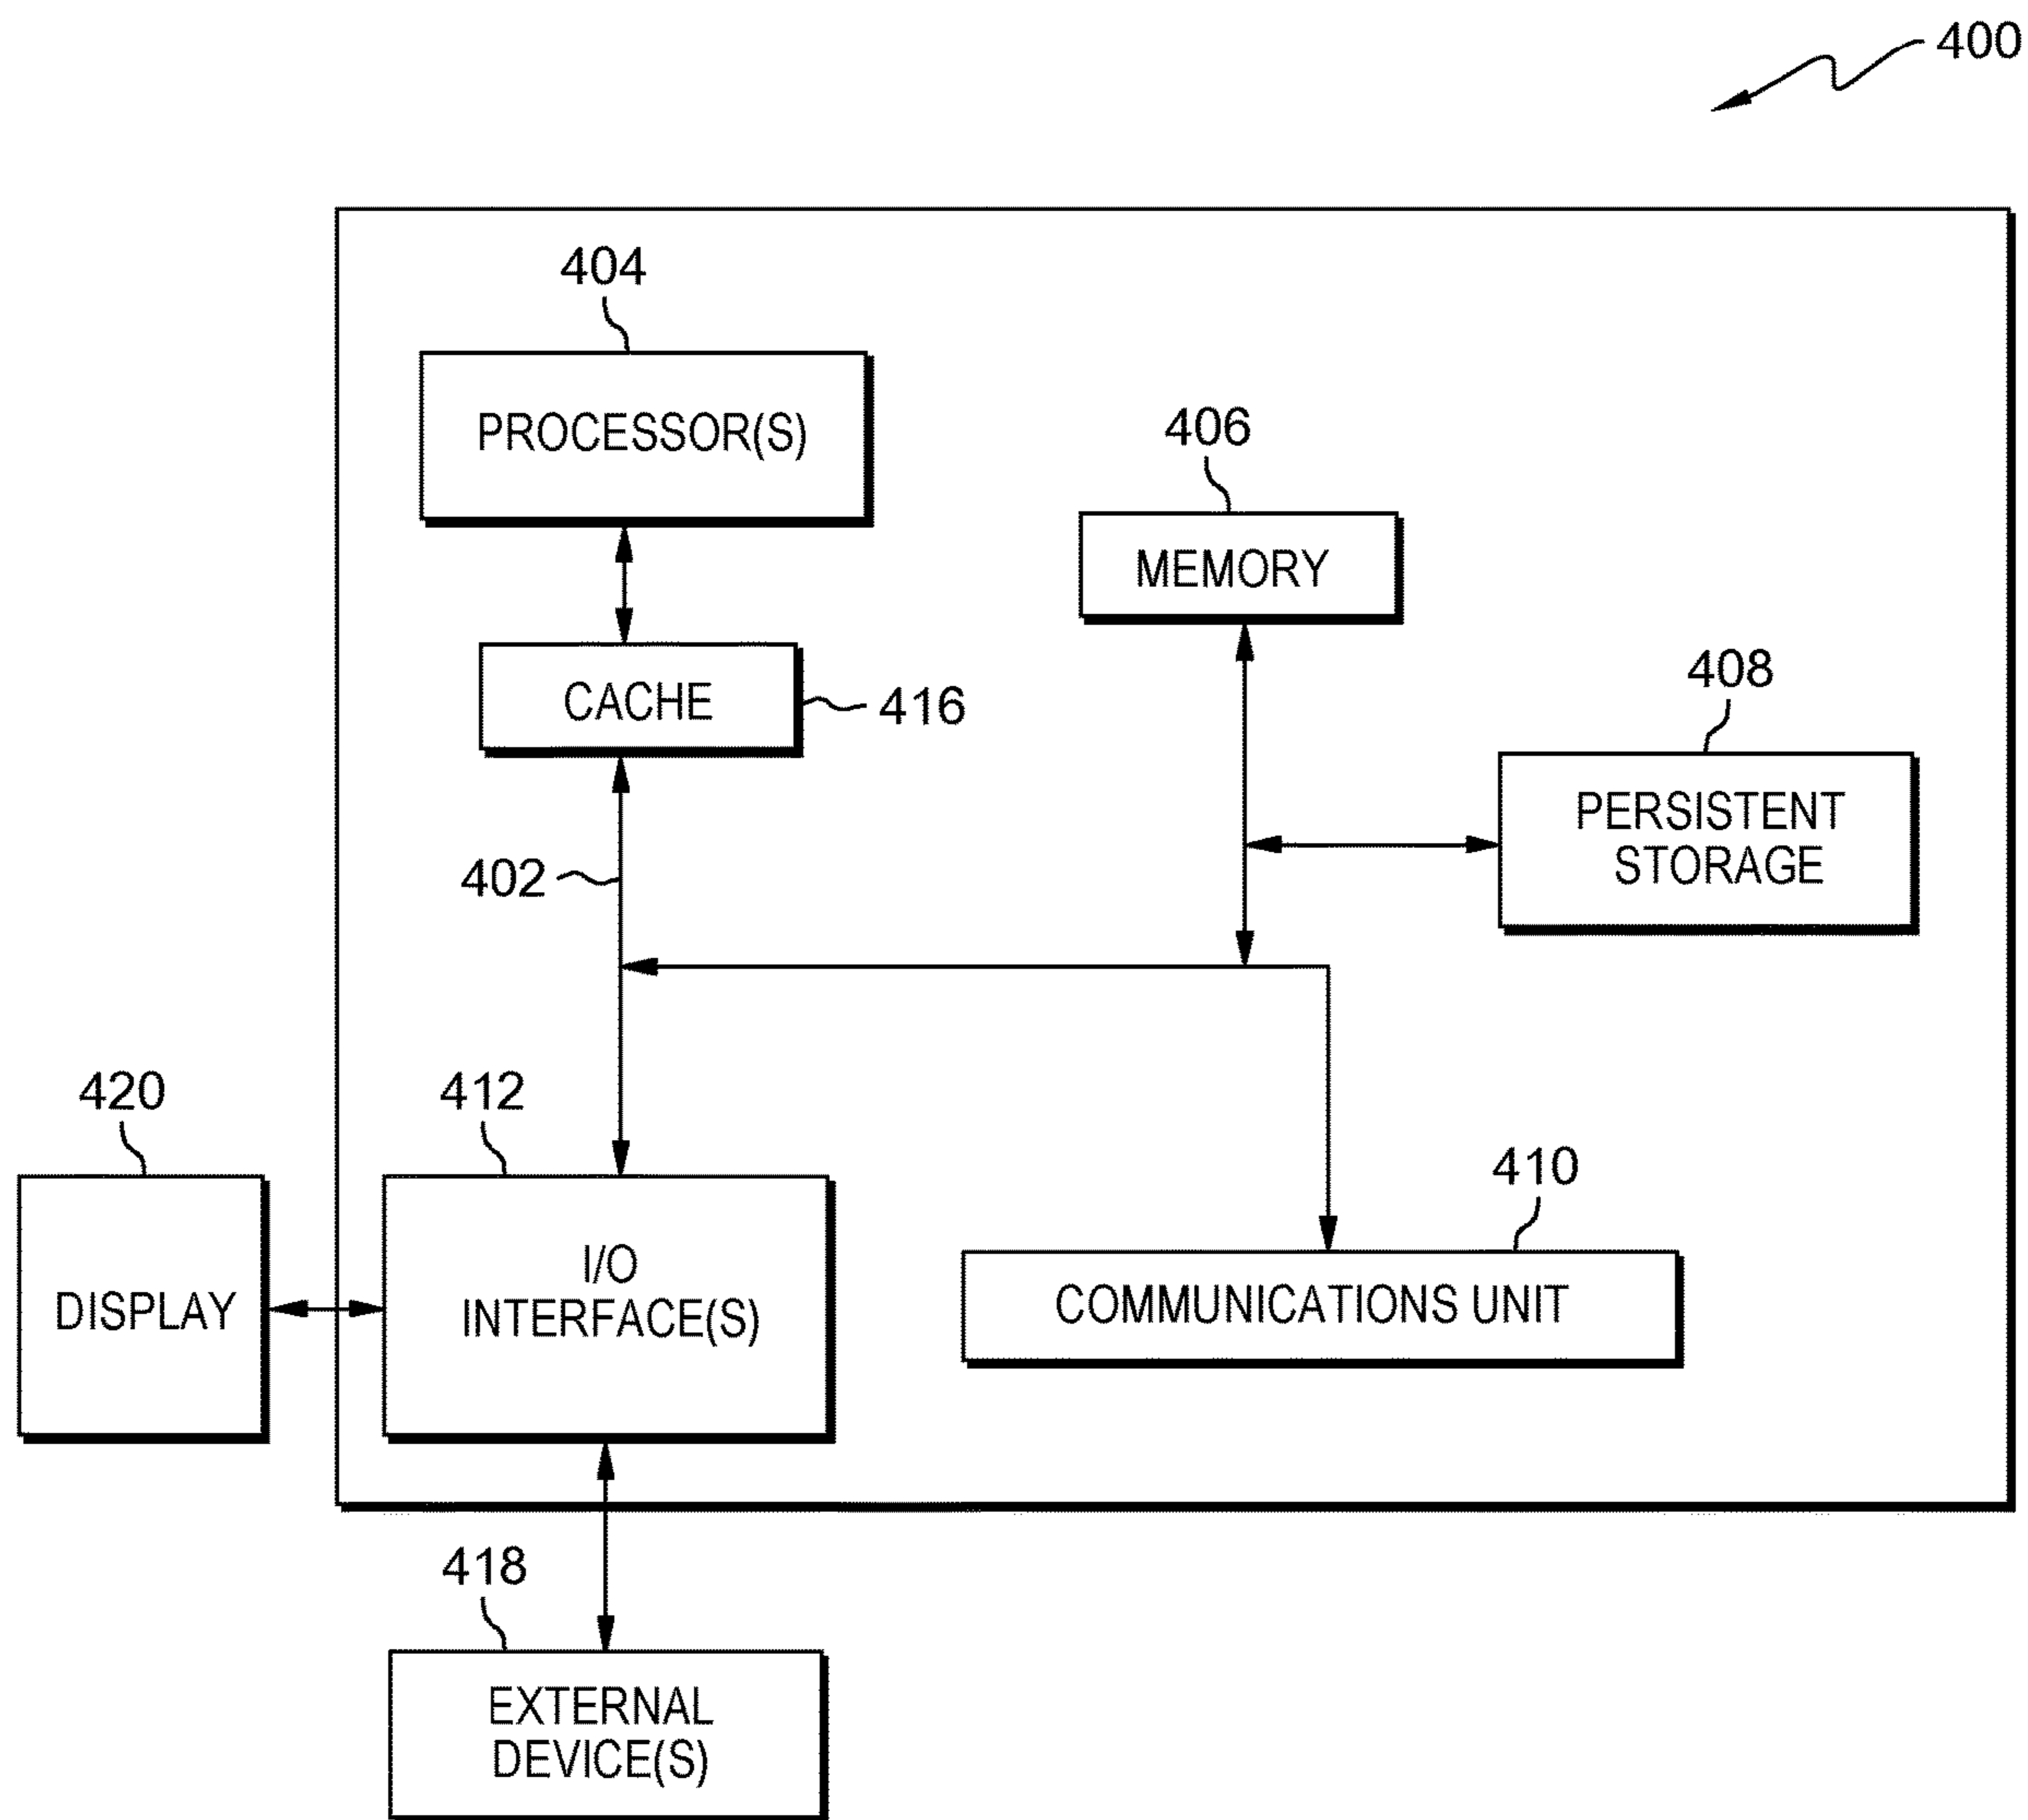 400
404
PROCESSOR(S)
406
MEMORY
CACHE
416
408
PERSISTENT
STORAGE
402
420
412
410
DISPLAY
I/O
INTERFACE(S)
COMMUNICATIONS UNIT
418
EXTERNAL
DEVICE(S)